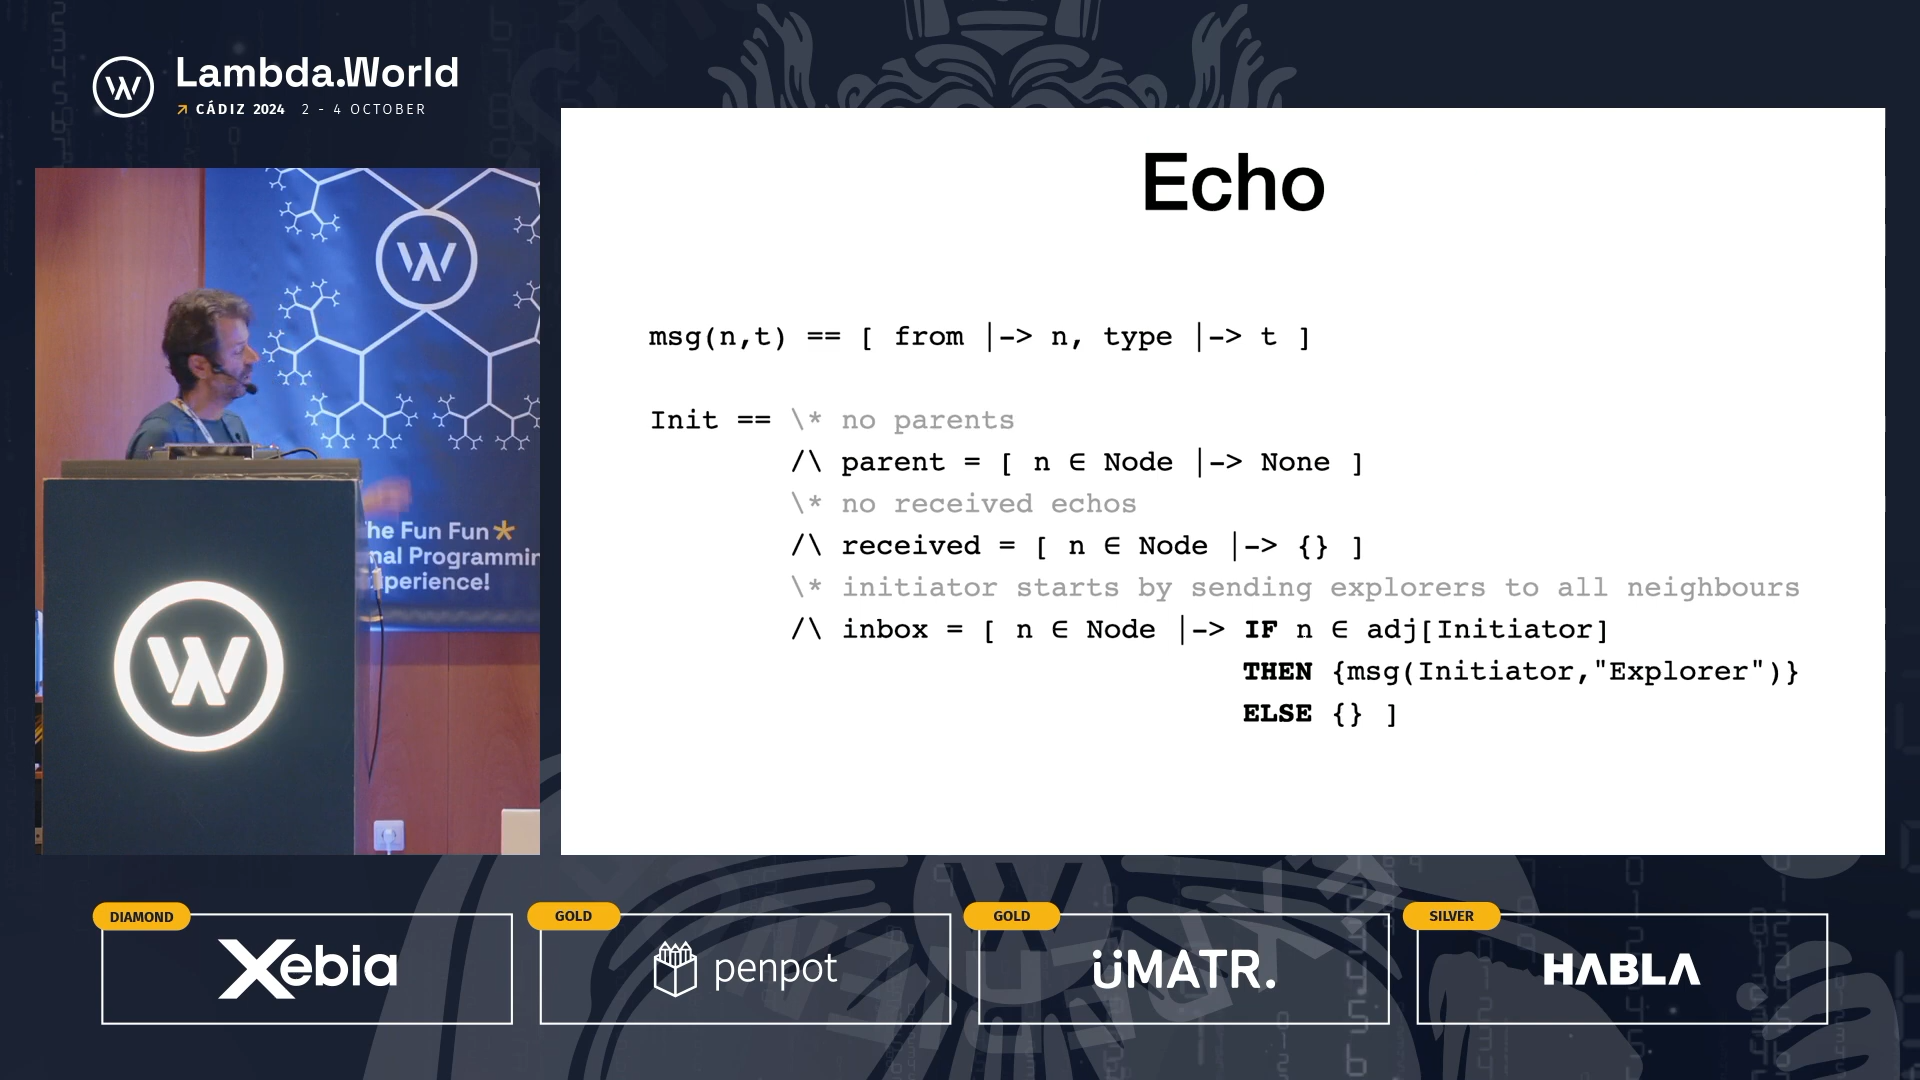 Lambda.World
CÁDIZ 2024 2 - 4 OCTOBER
Echo
msg(n,t) == [ from |-> n, type |-> t ]
Init == \* no parents
/\ parent = [ n ∈ Node |-> None ]
\* no received echos
/\ received = [ n ∈ Node |-> {} ]
\* initiator starts by sending explorers to all neighbours
/\ inbox = [ n ∈ Node |-> IF n ∈ adj[Initiator]
THEN {msg(Initiator,"Explorer")}
ELSE {} ]
he Fun Fun*
nal Programmin
perience!
DIAMOND
Xebia
GOLD
penpot
GOLD
üMATR.
SILVER
HABLA